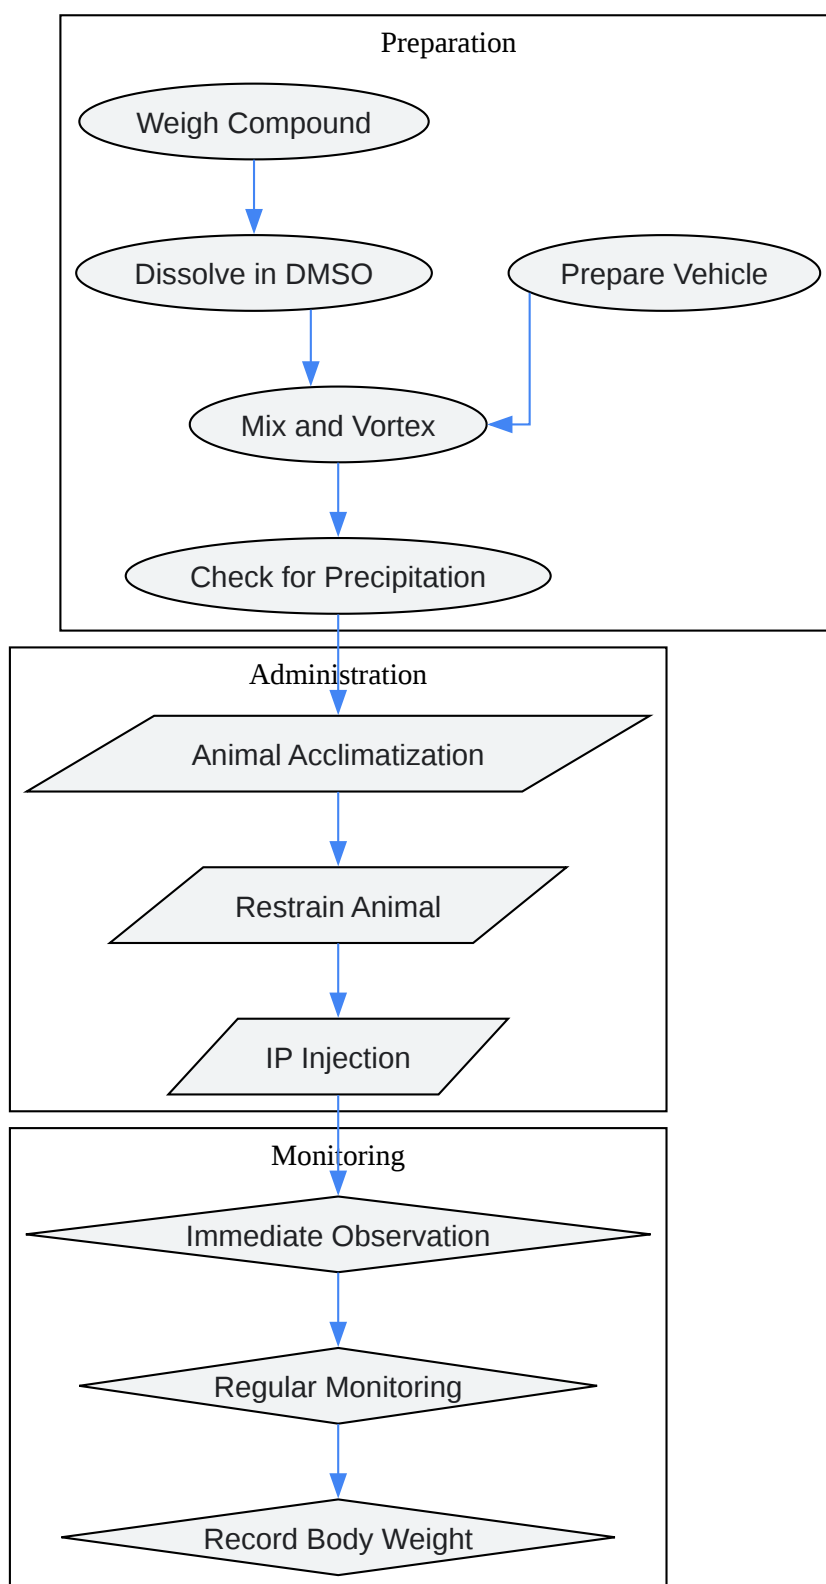 Preparation
Weigh Compound
Dissolve in DMSO
Prepare Vehicle
Mix and Vortex
Check for Precipitation
Administration
Animal Acclimatization
Restrain Animal
IP Injection
Monitoring
Immediate Observation
Regular Monitoring
Record Body Weight